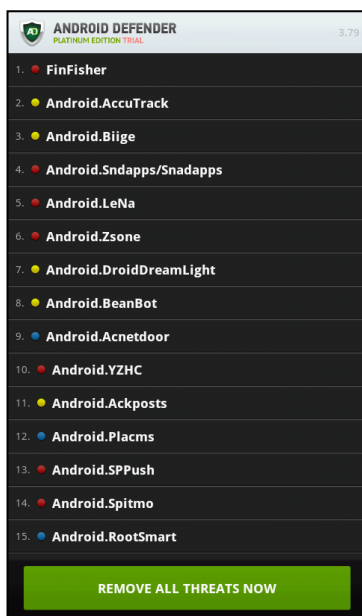 ANDROID DEFENDER
PLATINUM EDITION TRIAL
3.79
1. FinFisher
2. Android.AccuTrack
3. Android.Biige
4. Android.Sndapps/Snadapps
5. Android.LeNa
6. Android.Zsone
7. Android.DroidDreamLight
8. Android.BeanBot
9. Android.Acnetdoor
10. Android.YZHC
11. Android.Ackposts
12. Android.Placms
13. Android.SPPush
14. Android.Spitmo
15. Android.RootSmart
REMOVE ALL THREATS NOW